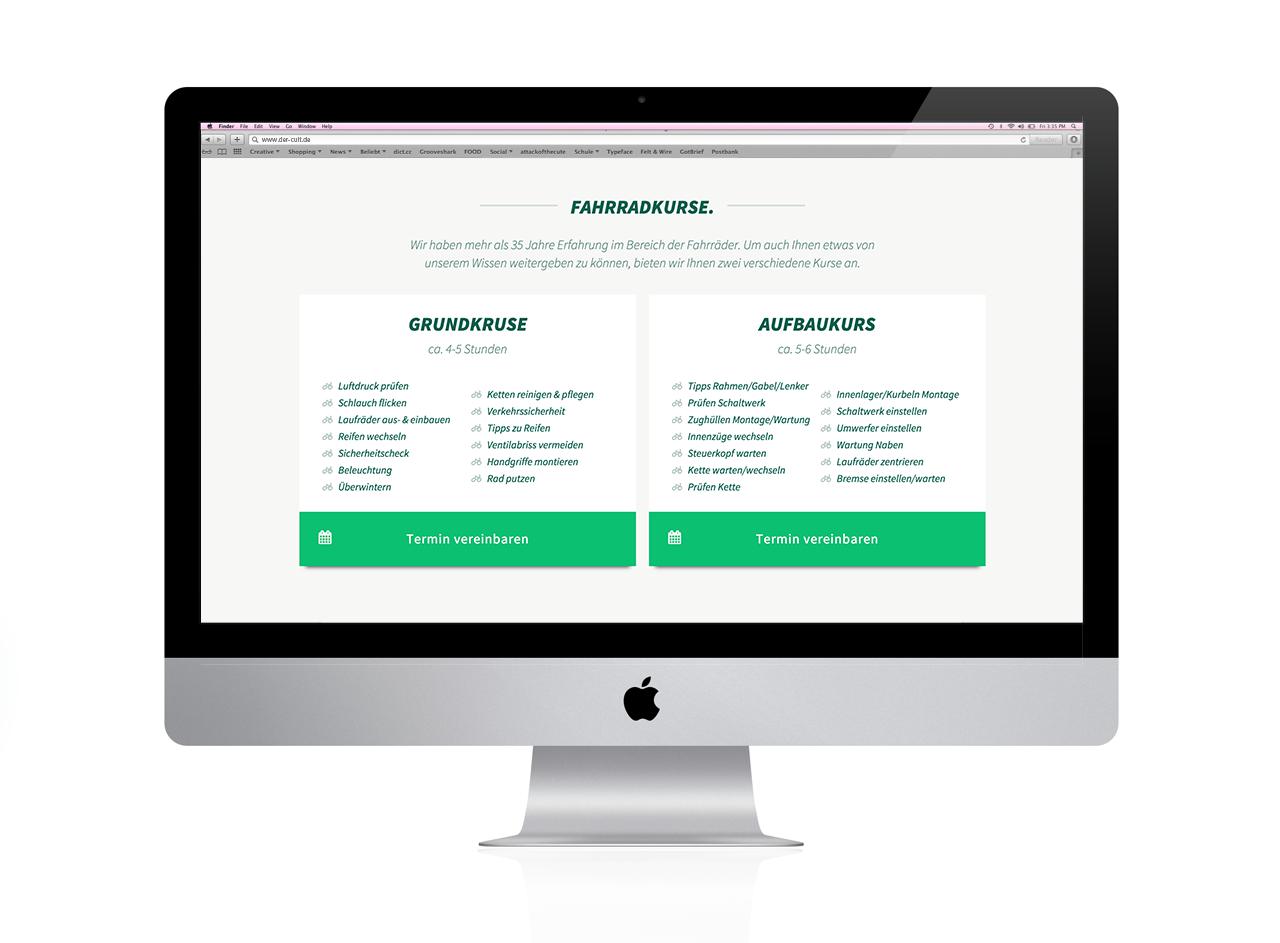 Finder File Edit View Go Window Help
Fri 3:35 PM
www.der-cult.de
Reader
Creative Shopping News Beliebt dict.cc Grooveshark FOOD Social attackofthecute Schule Typeface Felt & Wire GotBrief Postbank
FAHRRADKURSE.
Wir haben mehr als 35 Jahre Erfahrung im Bereich der Fahrräder. Um auch Ihnen etwas von
unserem Wissen weitergeben zu können, bieten wir Ihnen zwei verschiedene Kurse an.
GRUNDKRUSE
ca. 4-5 Stunden
Luftdruck prüfen
Schlauch flicken
Laufräder aus- & einbauen
Reifen wechseln
Sicherheitscheck
Beleuchtung
Überwintern
Ketten reinigen & pflegen
Verkehrssicherheit
Tipps zu Reifen
Ventilabriss vermeiden
Handgriffe montieren
Rad putzen
Termin vereinbaren
AUFBAUKURS
ca. 5-6 Stunden
Tipps Rahmen/Gabel/Lenker
Prüfen Schaltwerk
Zughüllen Montage/Wartung
Innenzüge wechseln
Steuerkopf warten
Kette warten/wechseln
Prüfen Kette
Innenlager/Kurbeln Montage
Schaltwerk einstellen
Umwerfer einstellen
Wartung Naben
Laufräder zentrieren
Bremse einstellen/warten
Termin vereinbaren